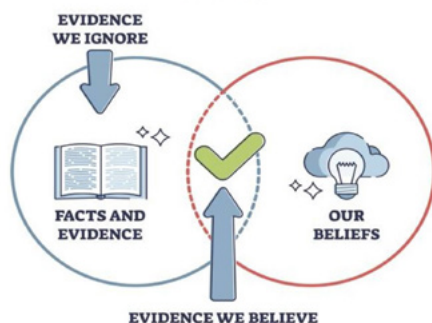 EVIDENCE
WE IGNORE
FACTS AND
EVIDENCE
OUR
BELIEFS
EVIDENCE WE BELIEVE